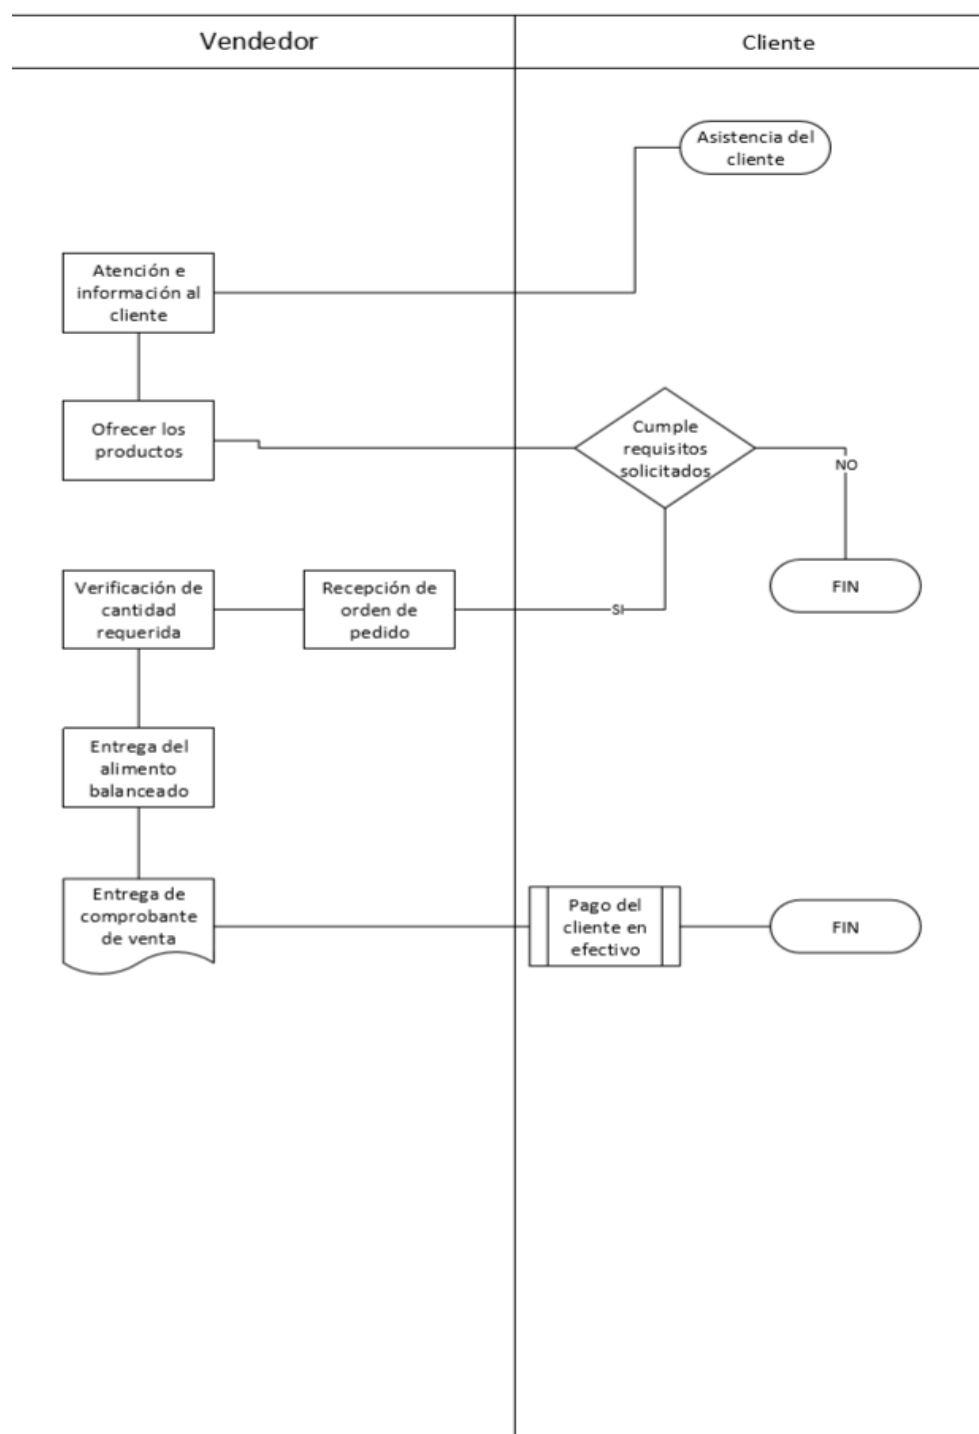 Vendedor
Cliente
Asistencia del
cliente
Atención e
información al
cliente
Ofrecer los
productos
Cumple
requisitos
solicitados
NO
FIN
Verificación de
cantidad
requerida
Recepción de
orden de
pedido
SI
Entrega del
alimento
balanceado
Entrega de
comprobante
de venta
Pago del
cliente en
efectivo
FIN